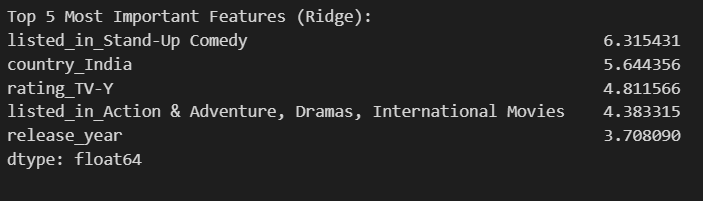 Top 5 Most Important Features (Ridge):
listed_in_Stand-Up Comedy 6.315431
country_India 5.644356
rating_TV-Y 4.811566
listed_in_Action & Adventure, Dramas, International Movies 4.383315
release_year 3.708090
dtype: float64